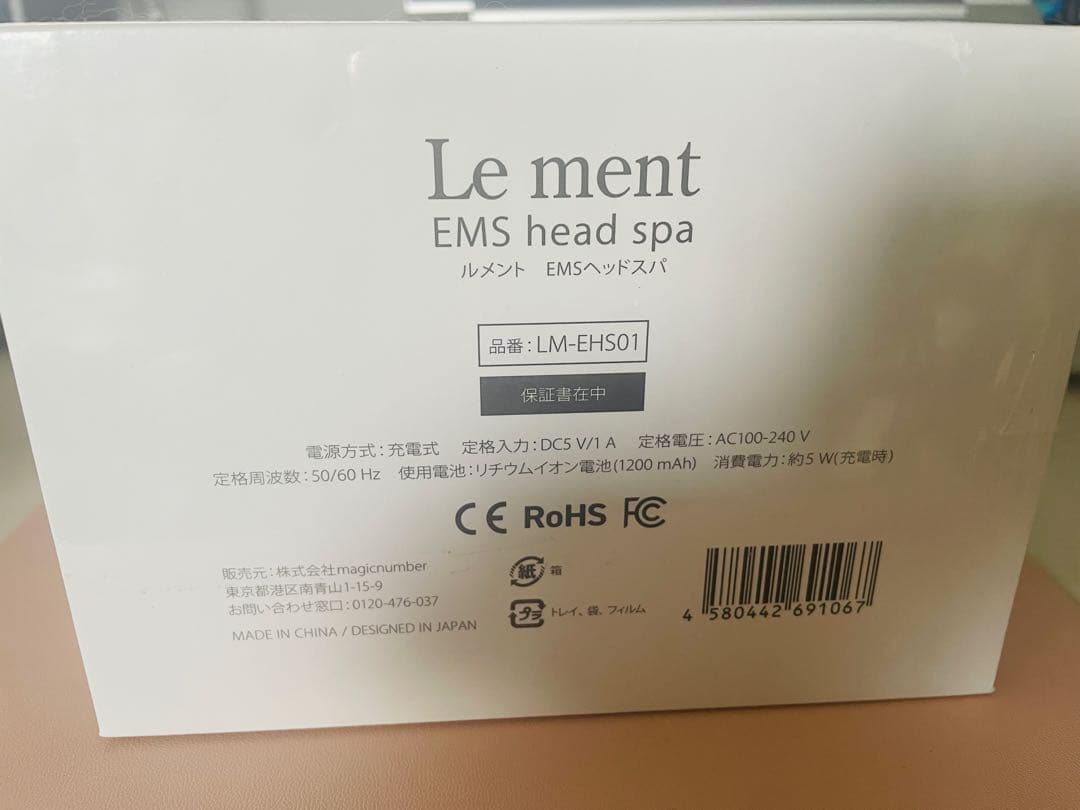 Le ment
EMS head spa
ルメント　EMSヘッドスパ
品番：LM-EHS01
保証書在中
電源方式：充電式　定格入力：DC5 V/1 A　定格電圧：AC100-240 V
定格周波数：50/60 Hz　使用電池：リチウムイオン電池(1200 mAh)　消費電力：約5 W(充電時)
CE RoHS FC
販売元：株式会社magicnumber
東京都港区南青山1-15-9
お問い合わせ窓口：0120-476-037
MADE IN CHINA / DESIGNED IN JAPAN
紙 箱
プラ トレイ、袋、フィルム
4 580442 691067